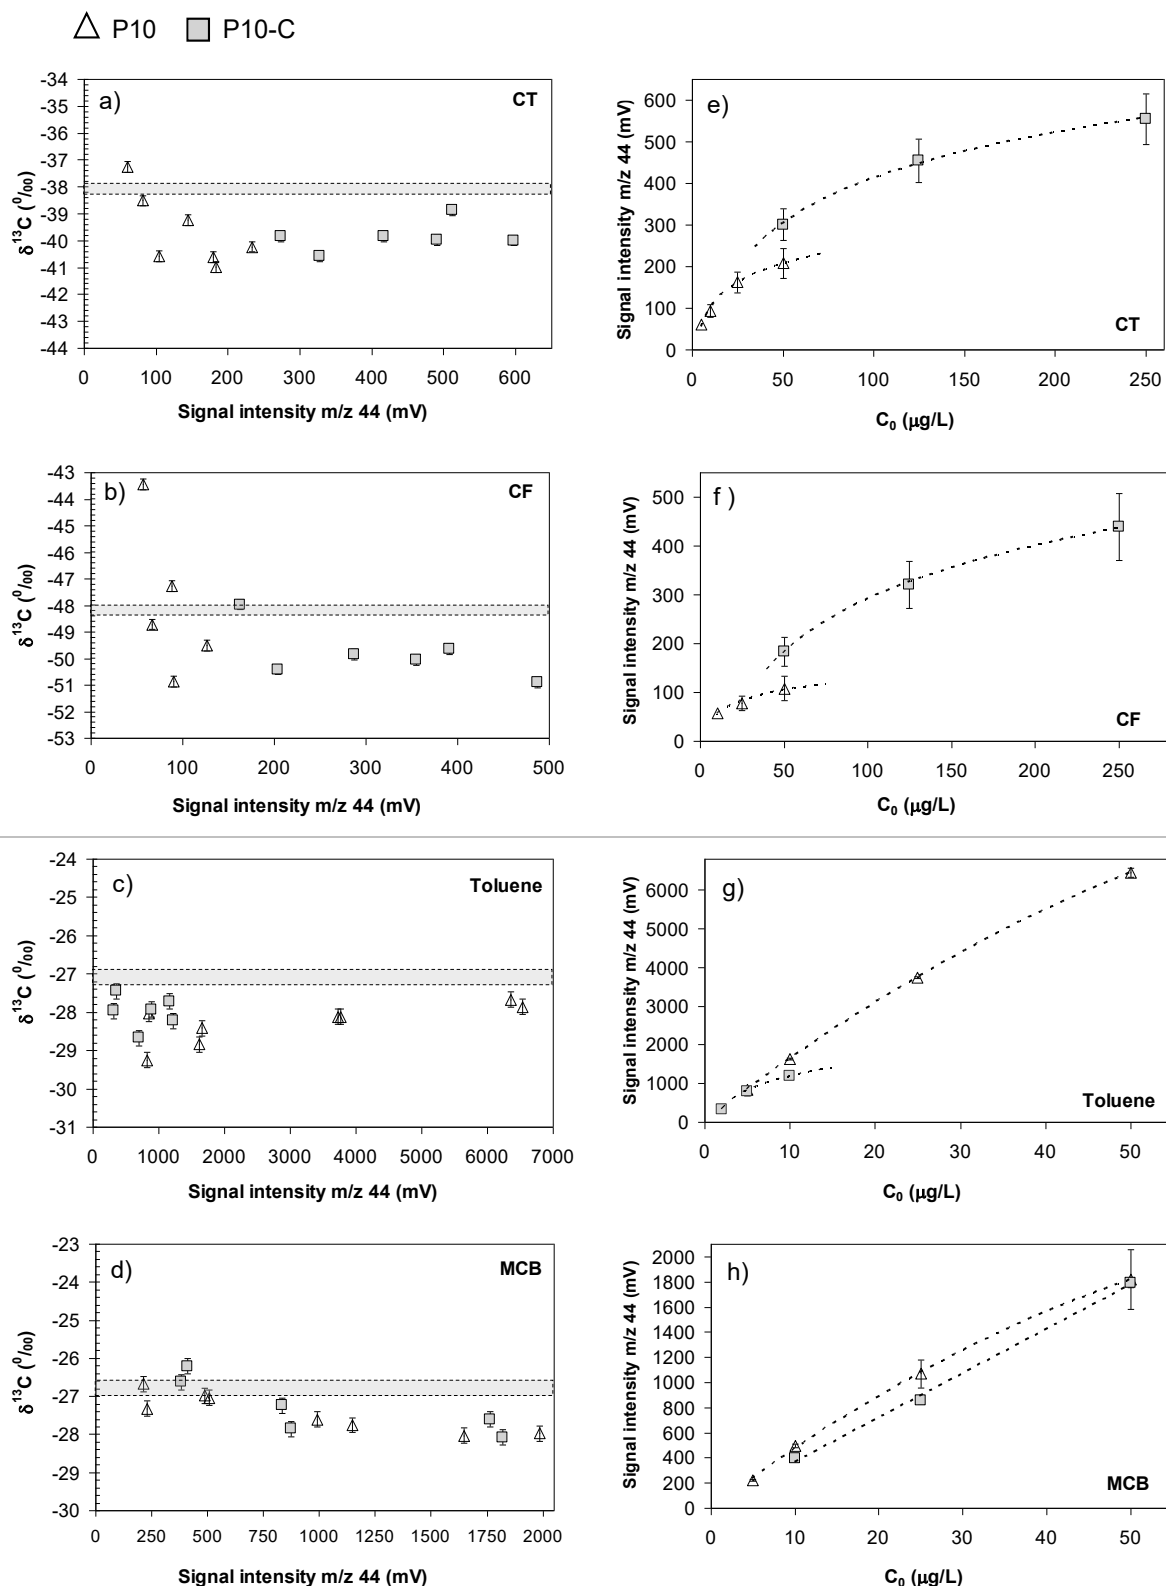 P10 P10-C
a) CT
-34
-35
-36
-37
-38
-39
-40
-41
-42
-43
-44
δ ¹³C (⁰/₀₀)
0 100 200 300 400 500 600
Signal intensity m/z 44 (mV)
e)
600
500
400
300
200
100
0
Signal intensity m/z 44 (mV)
CT
0 50 100 150 200 250
C₀ (µg/L)
b) CF
-43
-44
-45
-46
-47
-48
-49
-50
-51
-52
-53
δ ¹³C (⁰/₀₀)
0 100 200 300 400 500
Signal intensity m/z 44 (mV)
f)
500
400
300
200
100
0
Signal intensity m/z 44 (mV)
CF
0 50 100 150 200 250
C₀ (µg/L)
c) Toluene
-24
-25
-26
-27
-28
-29
-30
-31
δ ¹³C (⁰/₀₀)
0 1000 2000 3000 4000 5000 6000 7000
Signal intensity m/z 44 (mV)
g)
6000
5000
4000
3000
2000
1000
0
Signal intensity m/z 44 (mV)
Toluene
0 10 20 30 40 50
C₀ (µg/L)
d) MCB
-23
-24
-25
-26
-27
-28
-29
-30
δ ¹³C (⁰/₀₀)
0 250 500 750 1000 1250 1500 1750 2000
Signal intensity m/z 44 (mV)
h)
2000
1800
1600
1400
1200
1000
800
600
400
200
0
Signal intensity m/z 44 (mV)
MCB
0 10 20 30 40 50
C₀ (µg/L)